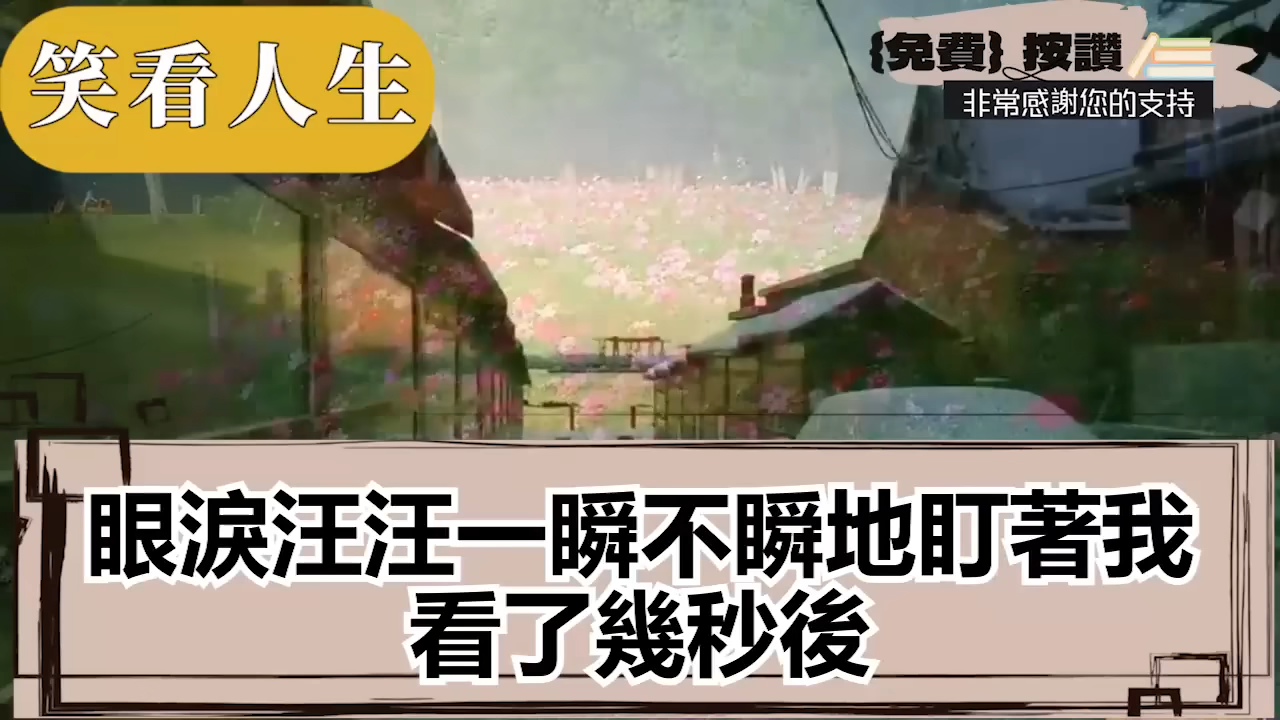 笑看人生
{免費} 按讚
非常感謝您的支持
眼淚汪汪一瞬不瞬地盯著我
看了幾秒後